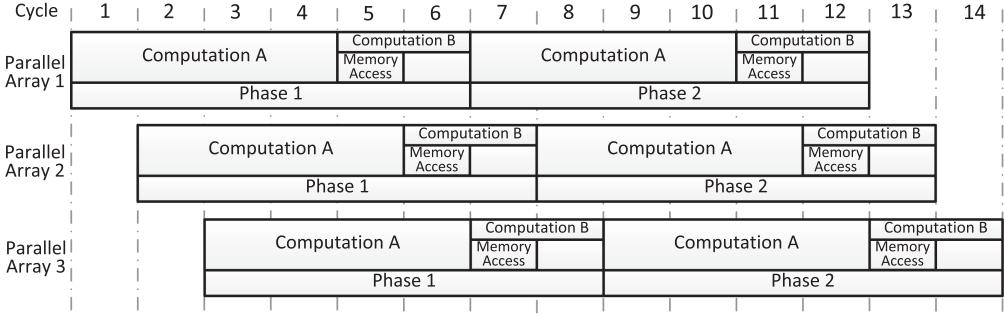 Cycle 1 2 3 4 5 6 7 8 9 10 11 12 13 14
Parallel
Array 1
Computation A
Computation B
Memory
Access
Computation A
Computation B
Memory
Access
Phase 1
Phase 2
Parallel
Array 2
Computation A
Computation B
Memory
Access
Computation A
Computation B
Memory
Access
Phase 1
Phase 2
Parallel
Array 3
Computation A
Computation B
Memory
Access
Computation A
Computation B
Memory
Access
Phase 1
Phase 2